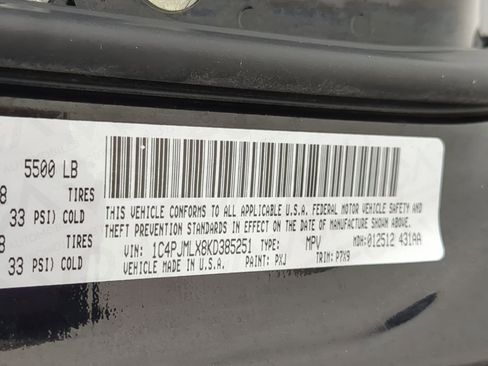 5500 LB
8 TIRES
33 PSI) COLD
8 TIRES
33 PSI) COLD
THIS VEHICLE CONFORMS TO ALL APPLICABLE U.S.A. FEDERAL MOTOR VEHICLE SAFETY AND
THEFT PREVENTION STANDARDS IN EFFECT ON THE DATE OF MANUFACTURE SHOWN ABOVE.
VIN: 1C4PJMLX8KD385251 TYPE: MPV MDH: 012512 431AA
VEHICLE MADE IN U.S.A. PAINT: PXJ TRIM: P7X9